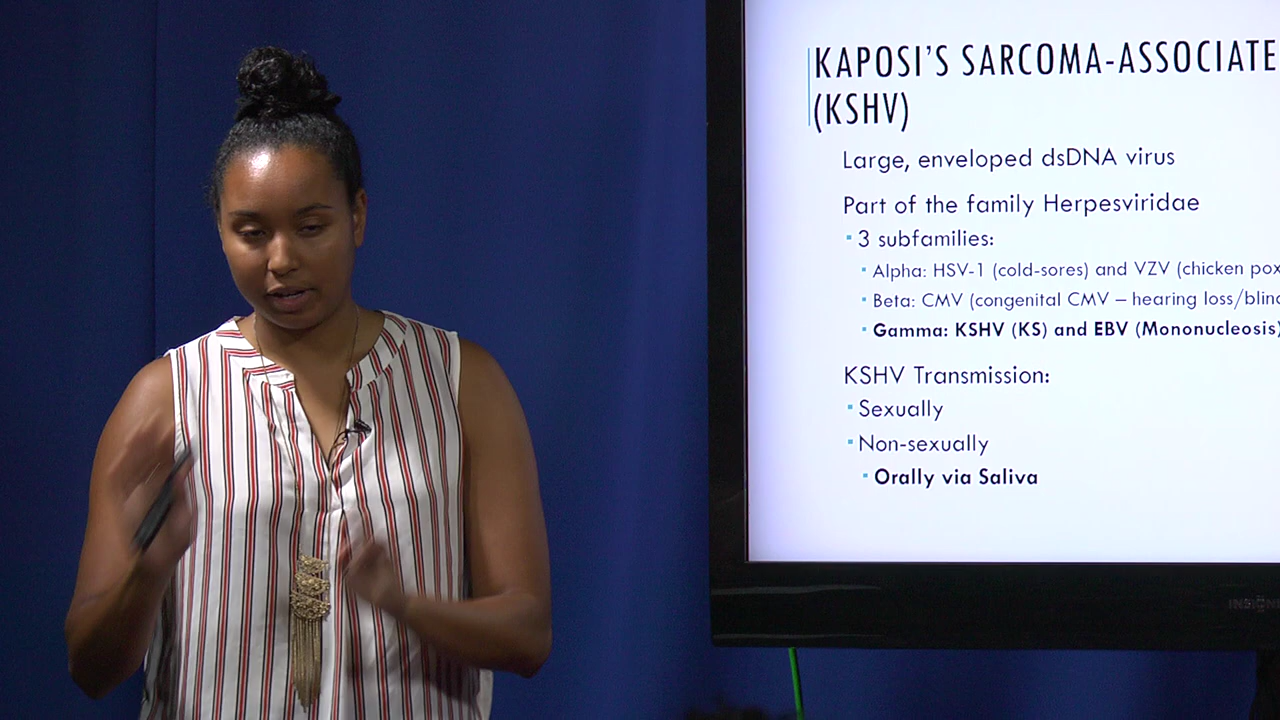 KAPOSI'S SARCOMA-ASSOCIATE
(KSHV)
Large, enveloped dsDNA virus
Part of the family Herpesviridae
▪ 3 subfamilies:
▪ Alpha: HSV-1 (cold-sores) and VZV (chicken pox
▪ Beta: CMV (congenital CMV – hearing loss/blin
▪ Gamma: KSHV (KS) and EBV (Mononucleosis)
KSHV Transmission:
▪ Sexually
▪ Non-sexually
▪ Orally via Saliva